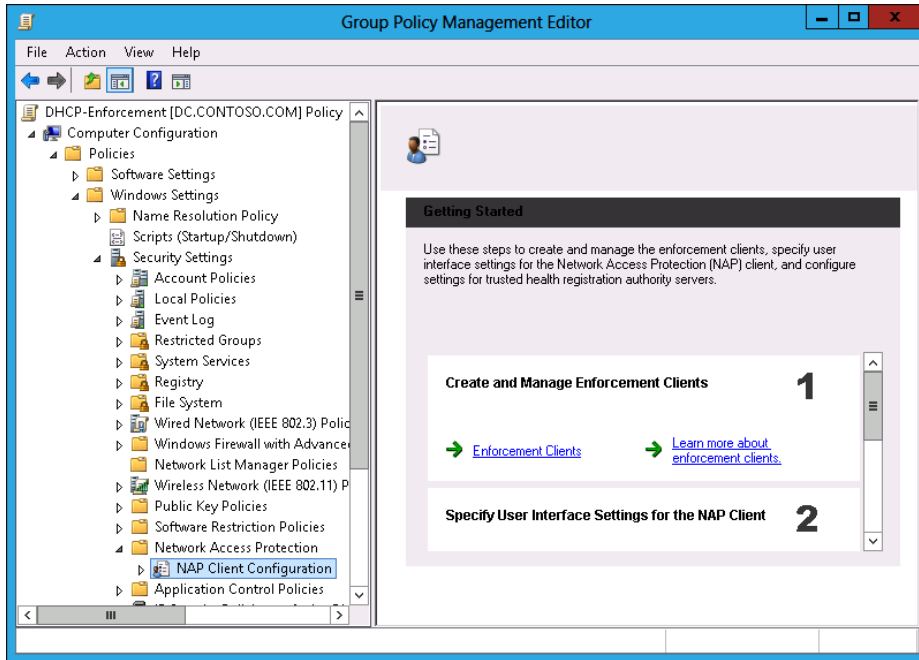 Group Policy Management Editor
File Action View Help
DHCP-Enforcement [DC.CONTOSO.COM] Policy
Computer Configuration
Policies
Software Settings
Windows Settings
Name Resolution Policy
Scripts (Startup/Shutdown)
Security Settings
Account Policies
Local Policies
Event Log
Restricted Groups
System Services
Registry
File System
Wired Network (IEEE 802.3) Polic
Windows Firewall with Advance
Network List Manager Policies
Wireless Network (IEEE 802.11) P
Public Key Policies
Software Restriction Policies
Network Access Protection
NAP Client Configuration
Application Control Policies
Getting Started
Use these steps to create and manage the enforcement clients, specify user
interface settings for the Network Access Protection (NAP) client, and configure
settings for trusted health registration authority servers.
Create and Manage Enforcement Clients 1
Enforcement Clients
Learn more about
enforcement clients.
Specify User Interface Settings for the NAP Client 2